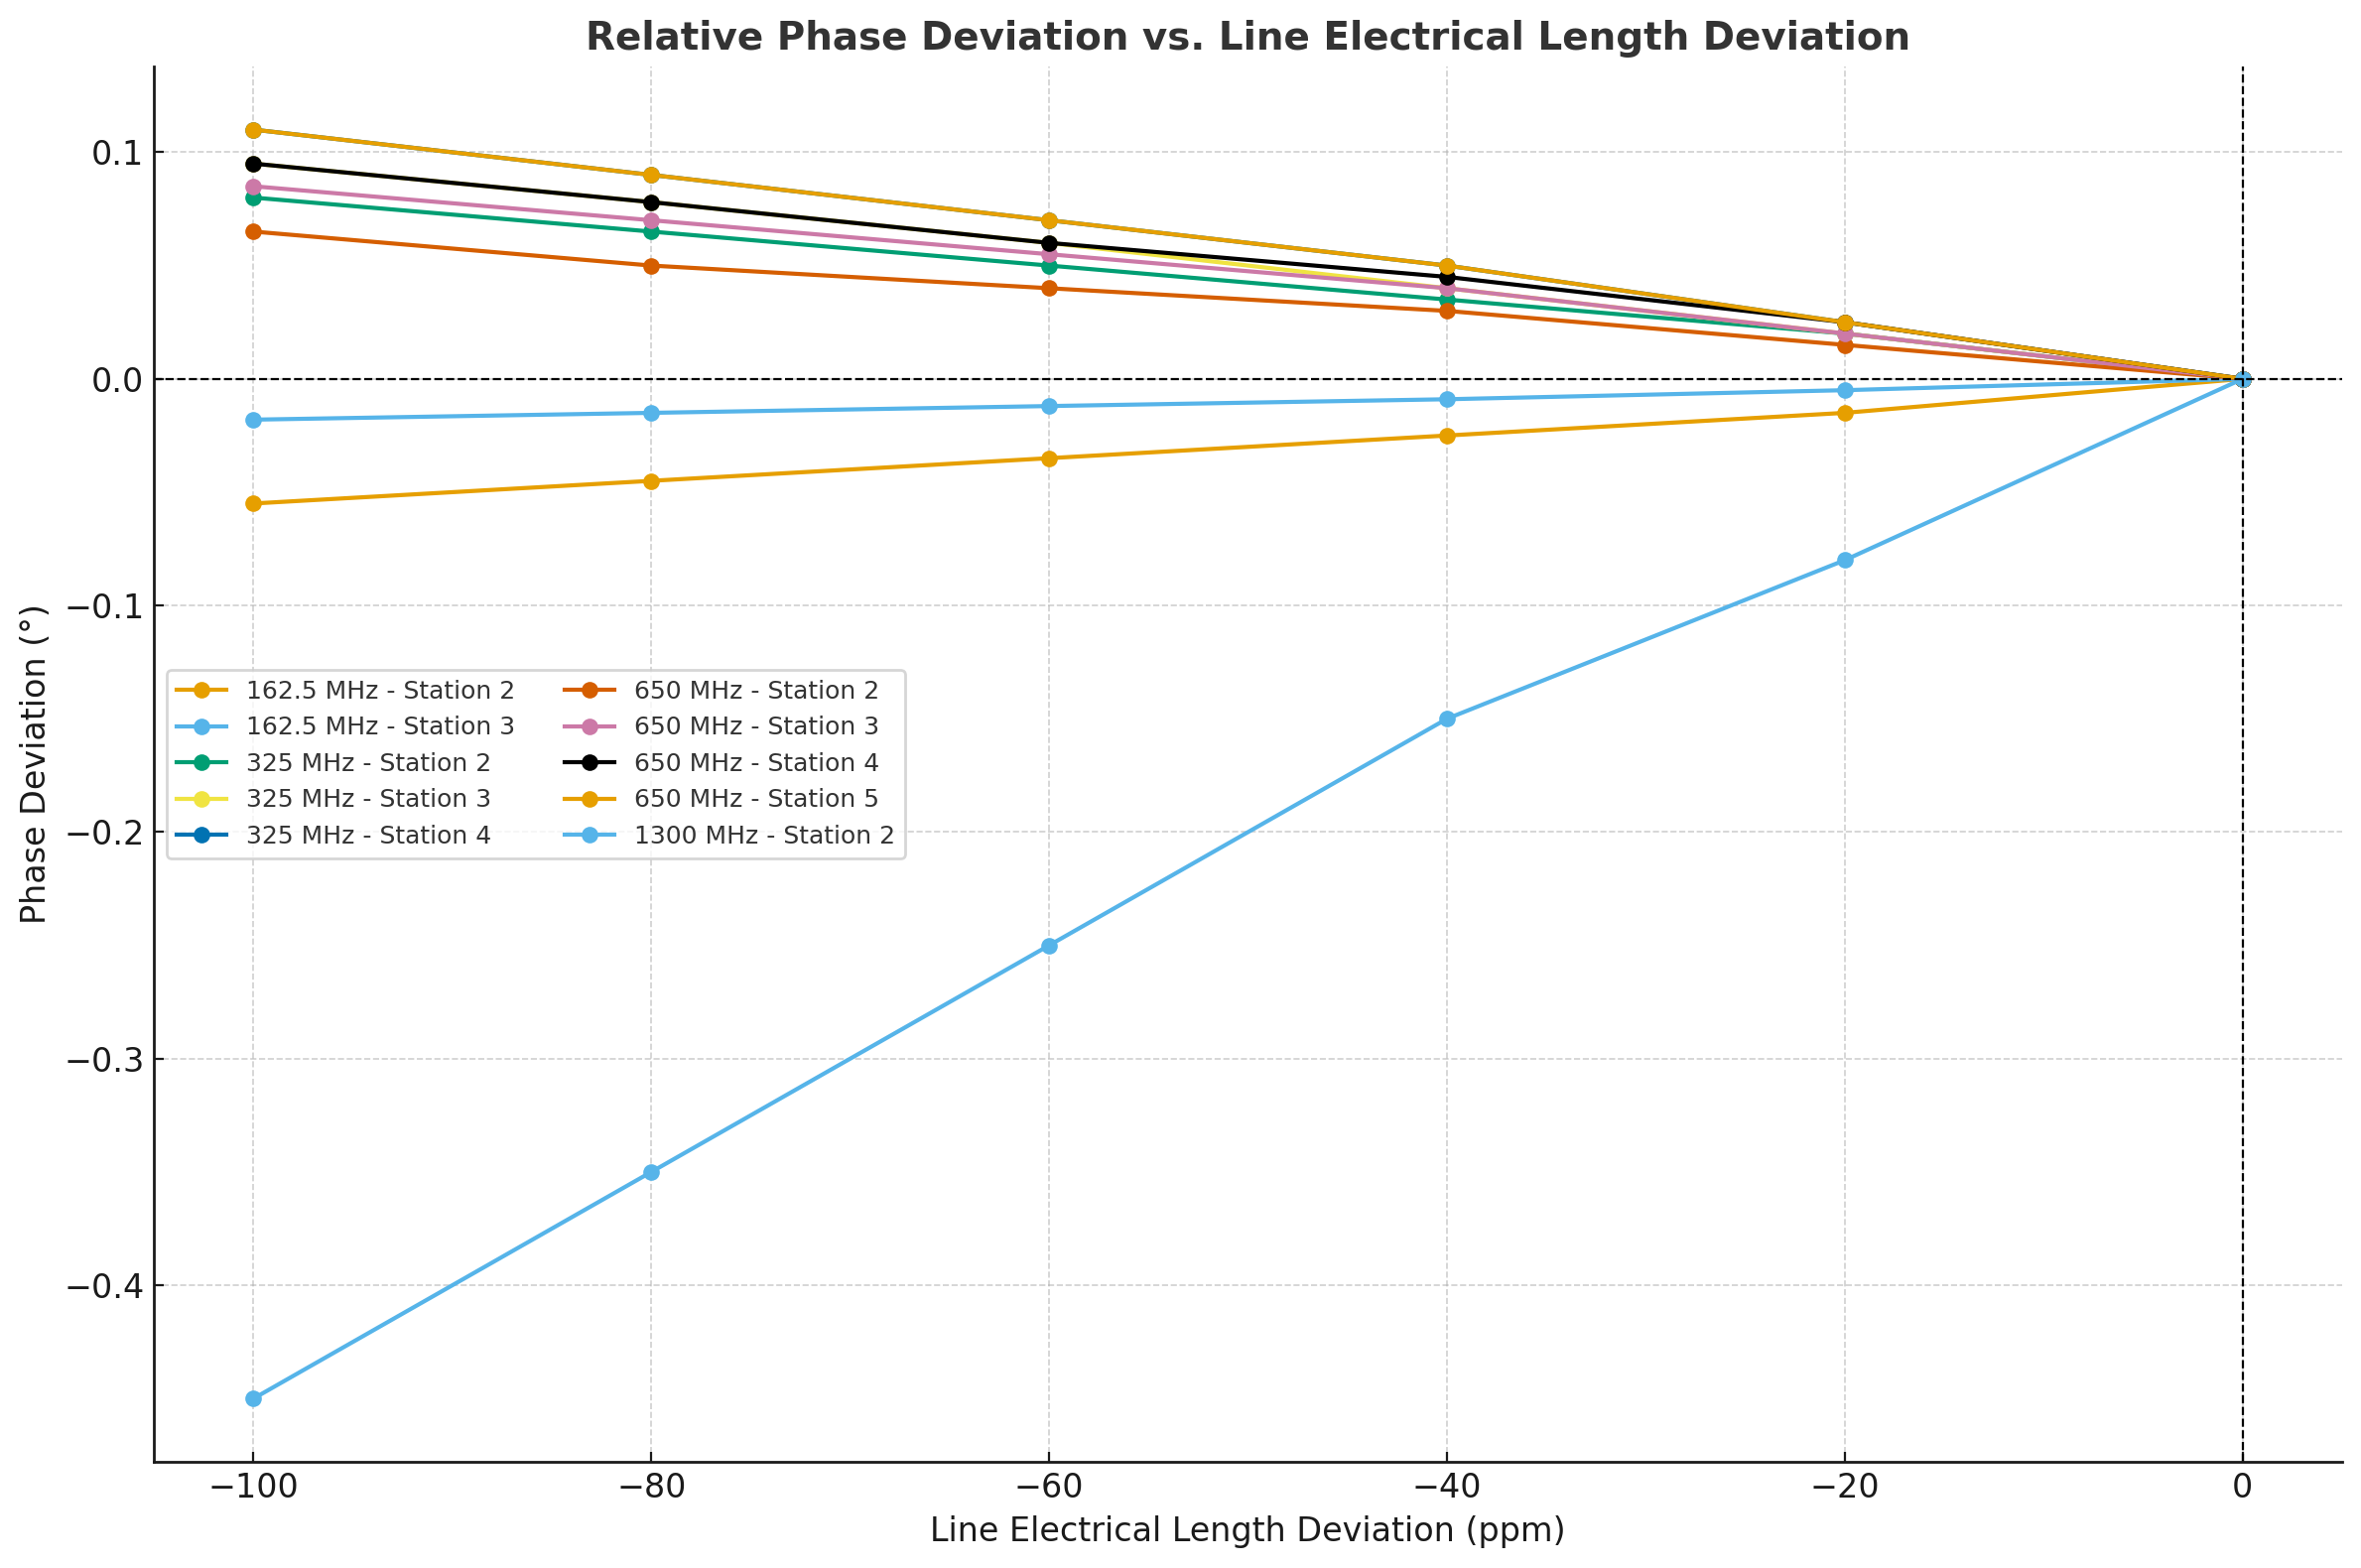 Relative Phase Deviation vs. Line Electrical Length Deviation
Phase Deviation (°)
0.1
0.0
−0.1
−0.2
−0.3
−0.4
162.5 MHz - Station 2
162.5 MHz - Station 3
325 MHz - Station 2
325 MHz - Station 3
325 MHz - Station 4
650 MHz - Station 2
650 MHz - Station 3
650 MHz - Station 4
650 MHz - Station 5
1300 MHz - Station 2
−100 −80 −60 −40 −20 0
Line Electrical Length Deviation (ppm)